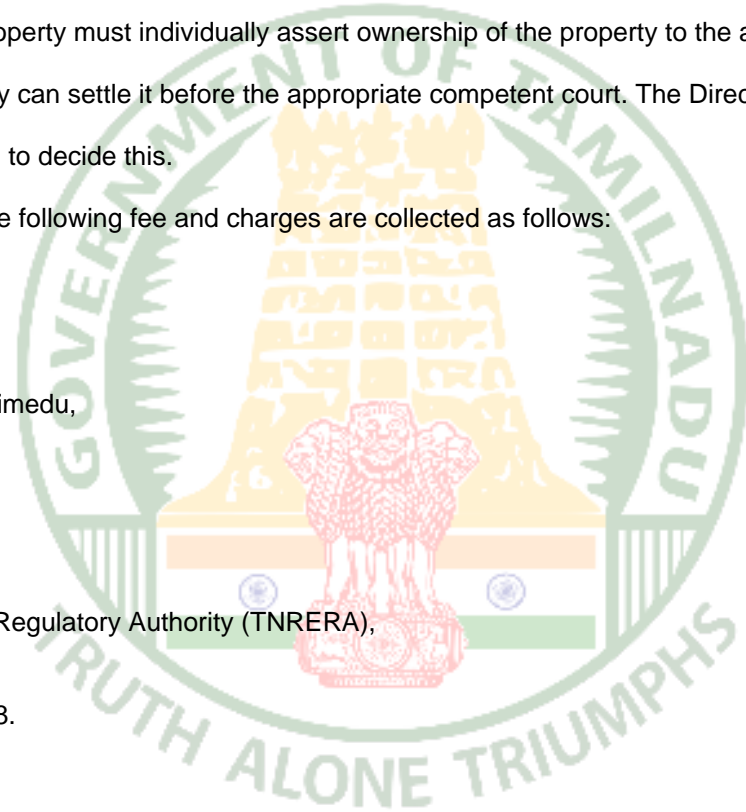 operty must individually assert ownership of the property to the a
y can settle it before the appropriate competent court. The Direc
to decide this.
e following fee and charges are collected as follows:
imedu,
Regulatory Authority (TNRERA),
3.
GOVERNMENT OF TAMILNADU
TRUTH ALONE TRIUMPHS